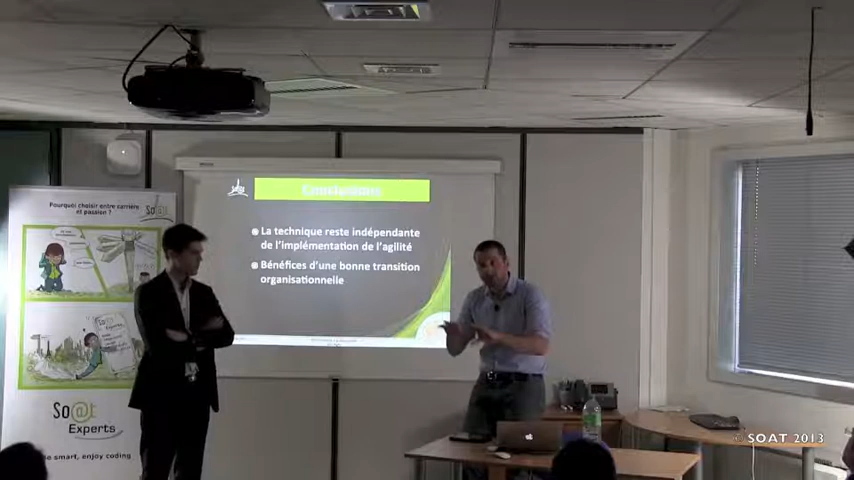 Pourquoi choisir entre carrière
et passion ?
So@t
Conclusions
La technique reste indépendante
de l'implémentation de l'agilité
Bénéfices d'une bonne transition
organisationnelle
So@t
Experts
Be smart, enjoy coding
© SOAT 2013